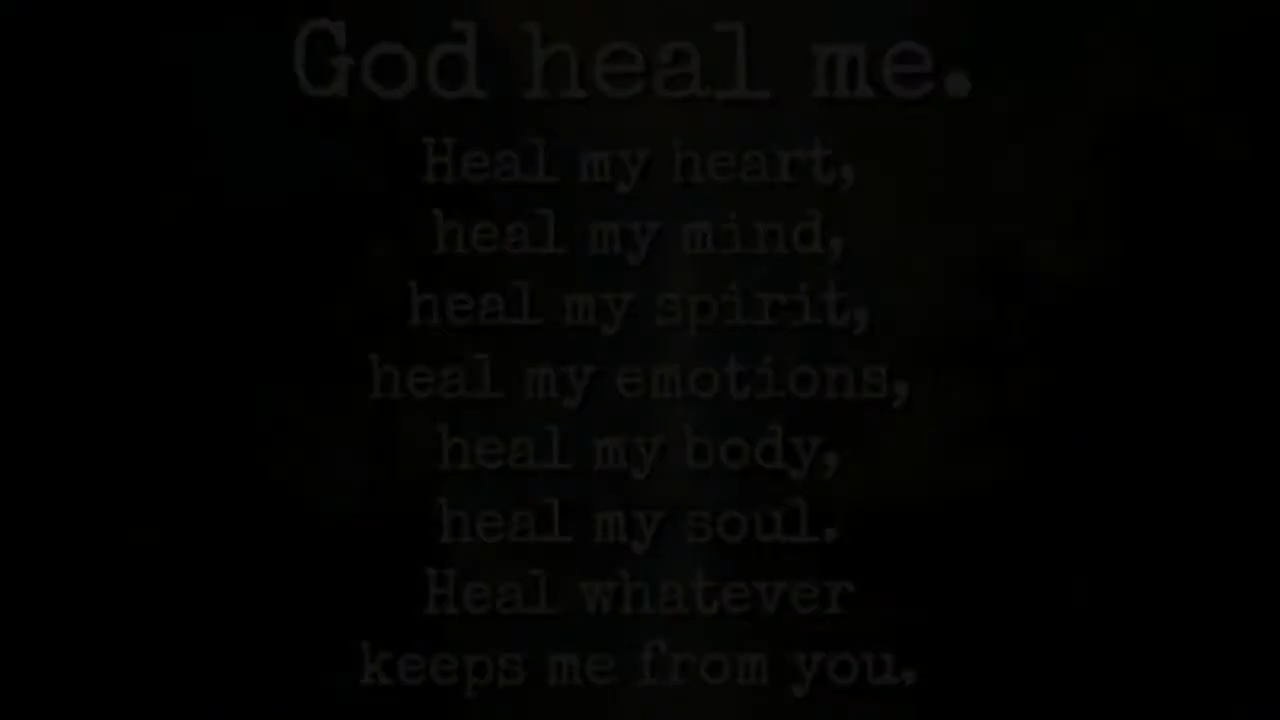 God heal me.
Heal my heart,
heal my mind,
heal my spirit,
heal my emotions,
heal my body,
heal my soul.
Heal whatever
keeps me from you.